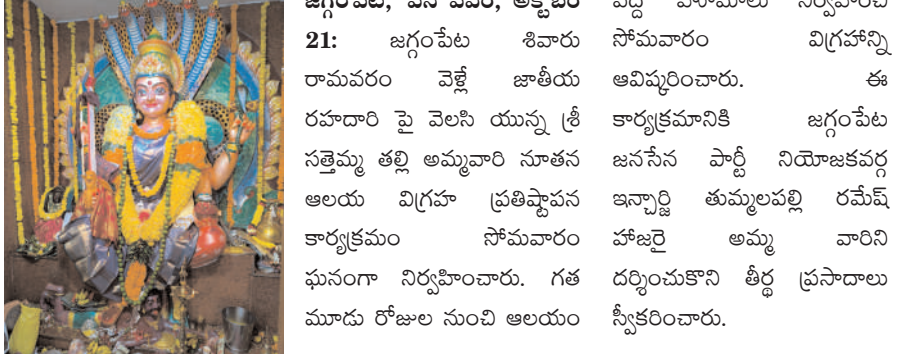 జగ్గంపేట,
21: జగ్గంపేట శివారు
రామవరం వెళ్లే జాతీయ
రహదారి పై వెలసి యున్న శ్రీ
సత్తెమ్మ తల్లి అమ్మవారి నూతన
ఆలయ విగ్రహ ప్రతిష్టాపన
కార్యక్రమం సోమవారం
ఘనంగా నిర్వహించారు. గత
మూడు రోజుల నుంచి ఆలయం
సోమవారం విగ్రహాన్ని
ఆవిష్కరించారు. ఈ
కార్యక్రమానికి జగ్గంపేట
జనసేన పార్టీ నియోజకవర్గ
ఇన్చార్జి తుమ్మలపల్లి రమేష్
హాజరై అమ్మ వారిని
దర్శించుకొని తీర్థ ప్రసాదాలు
స్వీకరించారు.